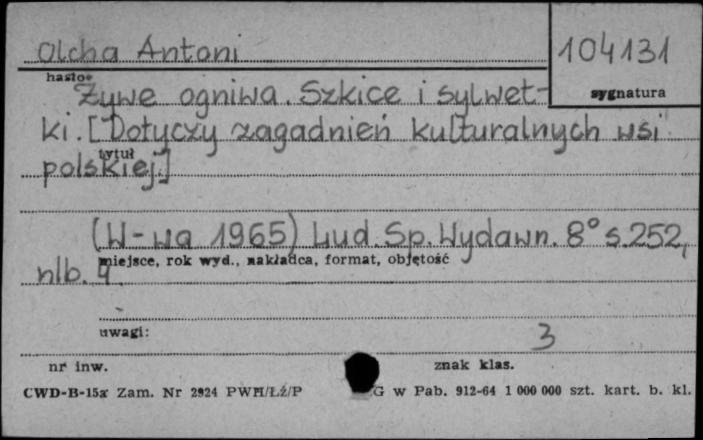 Olcha Antoni
104131
hasło
sygnatura
Żywe ogniwa. Szkice i sylwet-
ki. [Dotyczy zagadnień kulturalnych wsi
tytuł
polskiej.]
(W-wa 1965) Lud. Sp. Wydawn. 8° s. 252,
miejsce, rok wyd., nakładca, format, objętość
nlb. 4.
uwagi:
3
nr inw.
znak klas.
CWD-B-15a Zam. Nr 2924 PWH/Łź/P
G w Pab. 912-64 1 000 000 szt. kart. b. kl.